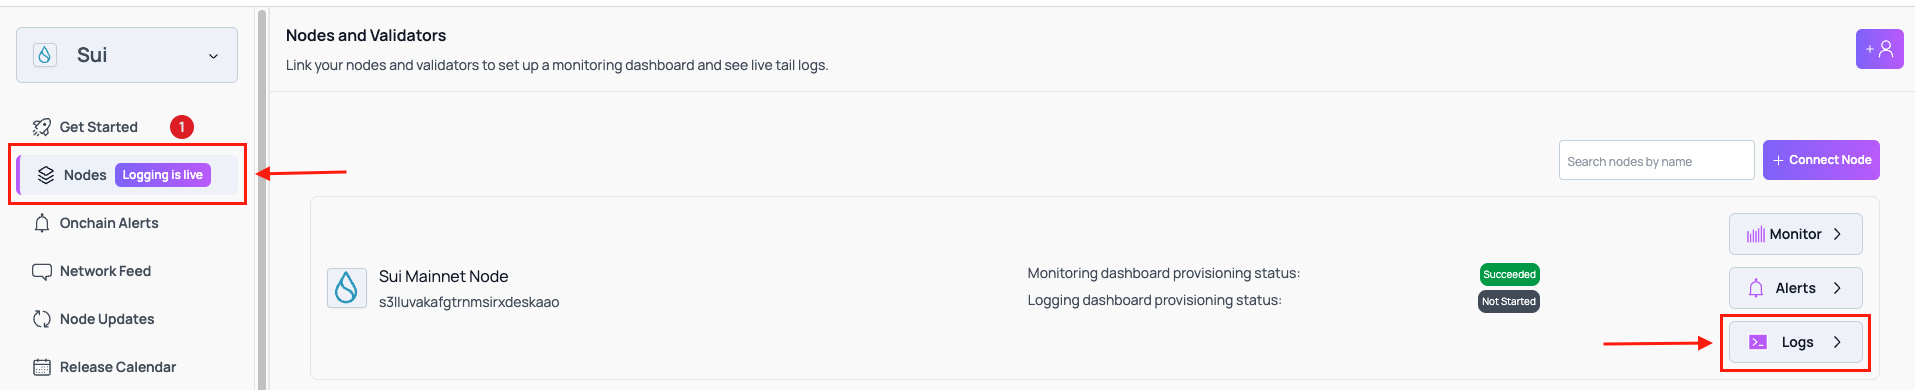 Sui
Get Started
1
Nodes
Logging is live
Onchain Alerts
Network Feed
Node Updates
Release Calendar
Nodes and Validators
Link your nodes and validators to set up a monitoring dashboard and see live tail logs.
+
Search nodes by name
+ Connect Node
Sui Mainnet Node
s3lluvakafgtrnmsirxdeskaao
Monitoring dashboard provisioning status:
Succeeded
Logging dashboard provisioning status:
Not Started
Monitor
Alerts
Logs